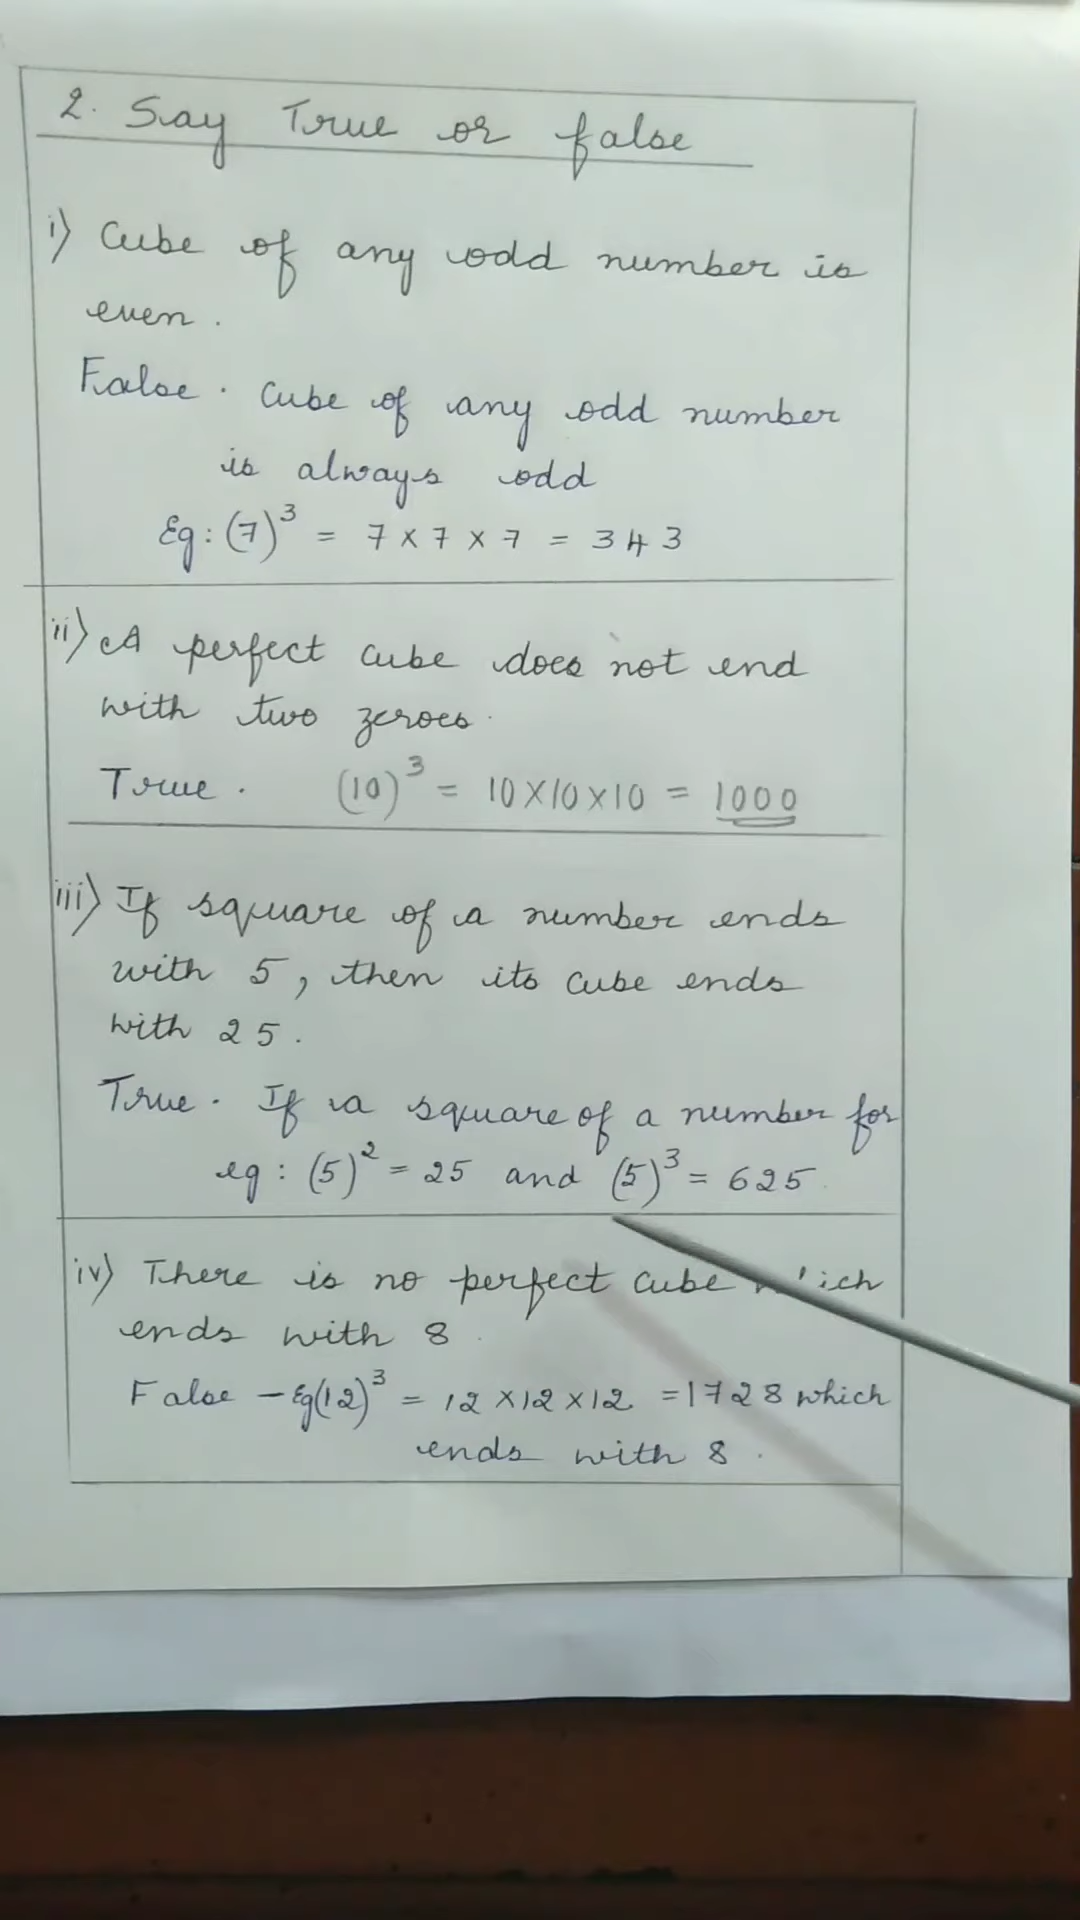 2. Say True or false
i) Cube of any odd number is
even.
False. Cube of any odd number
is always odd
Eg: (7)³ = 7 × 7 × 7 = 343
ii) A perfect cube does not end
with two zeroes.
True. (10)³ = 10×10×10 = 1000
iii) If square of a number ends
with 5, then its cube ends
with 25.
True. If a square of a number for
eg: (5)² = 25 and (5)³ = 625.
iv) There is no perfect cube which
ends with 8.
False – Eg(12)³ = 12 ×12 ×12 = 1728 which
ends with 8.